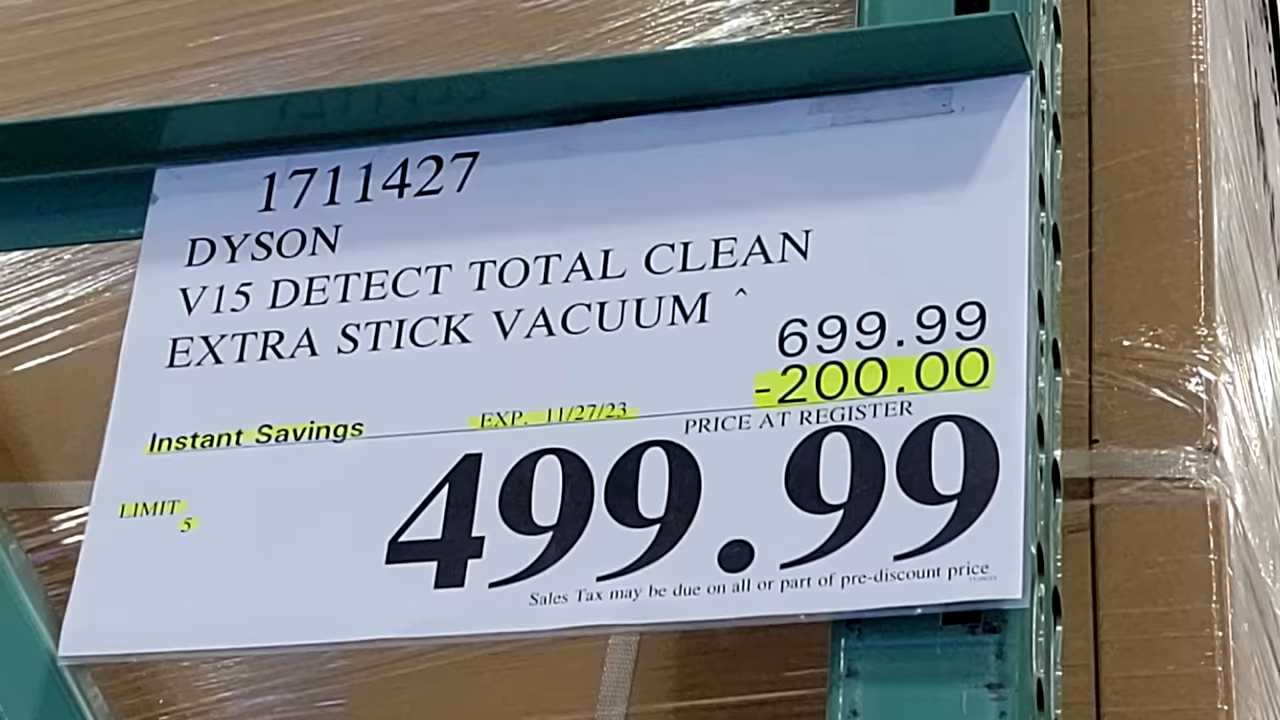 1711427
DYSON
V15 DETECT TOTAL CLEAN
EXTRA STICK VACUUM ^
699.99
-200.00
Instant Savings EXP. 11/27/23 PRICE AT REGISTER
499.99
LIMIT
5
Sales Tax may be due on all or part of pre-discount price